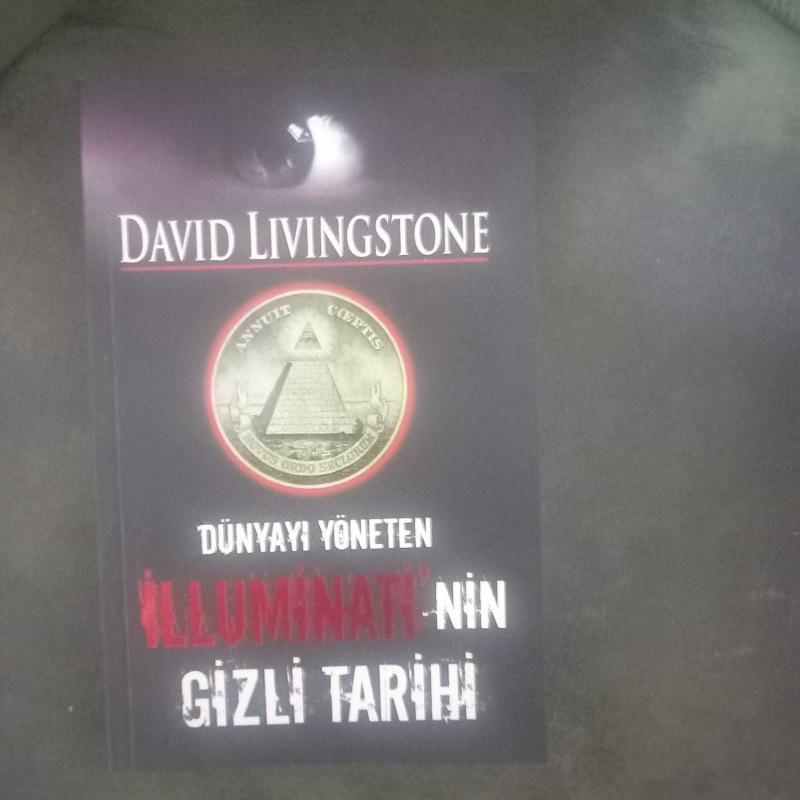 DAVID LIVINGSTONE
ANNUIT CŒPTIS
NOVUS ORDO SECLORUM
DÜNYAYI YÖNETEN
İLLUMİNATİ'NİN
GİZLİ TARİHİ